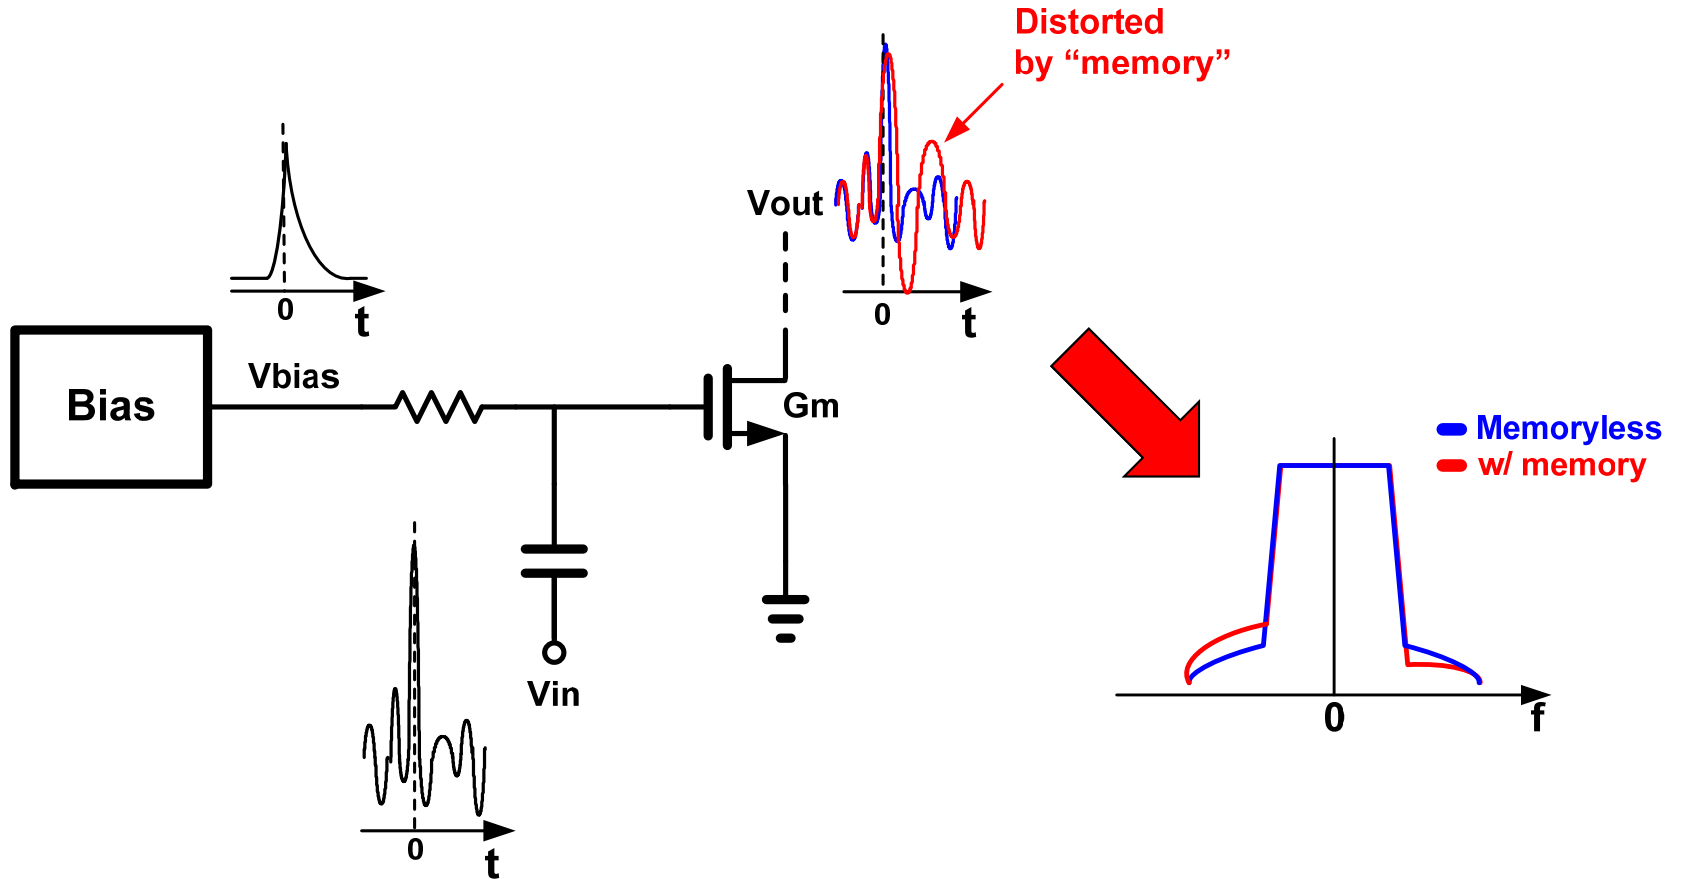 Distorted
by “memory”
Vout
0
t
0
t
Bias
Vbias
Gm
Memoryless
w/ memory
Vin
0
f
0
t